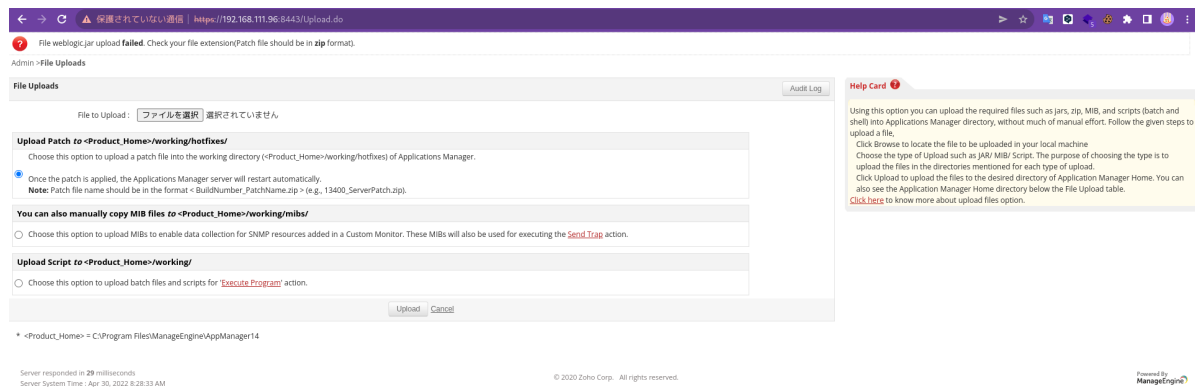 保護されていない通信 | https://192.168.111.96:8443/Upload.do
File weblogic.jar upload failed. Check your file extension(Patch file should be in zip format).
Admin >File Uploads
File Uploads
Audit Log
File to Upload : ファイルを選択 選択されていません
Upload Patch to <Product_Home>/working/hotfixes/
Choose this option to upload a patch file into the working directory (<Product_Home>/working/hotfixes) of Applications Manager.
Once the patch is applied, the Applications Manager server will restart automatically.
Note: Patch file name should be in the format < BuildNumber_PatchName.zip > (e.g., 13400_ServerPatch.zip).
You can also manually copy MIB files to <Product_Home>/working/mibs/
Choose this option to upload MIBs to enable data collection for SNMP resources added in a Custom Monitor. These MIBs will also be used for executing the Send Trap action.
Upload Script to <Product_Home>/working/
Choose this option to upload batch files and scripts for 'Execute Program' action.
Upload Cancel
* <Product_Home> = C:\Program Files\ManageEngine\AppManager14
Help Card ?
Using this option you can upload the required files such as jars, zip, MIB, and scripts (batch and
shell) into Applications Manager directory, without much of manual effort. Follow the given steps to
upload a file,
Click Browse to locate the file to be uploaded in your local machine
Choose the type of Upload such as JAR/ MIB/ Script. The purpose of choosing the type is to
upload the files in the directories mentioned for each type of upload.
Click Upload to upload the files to the desired directory of Application Manager Home. You can
also see the Application Manager Home directory below the File Upload table.
Click here to know more about upload files option.
Server responded in 29 milliseconds
Server System Time : Apr 30, 2022 8:28:33 AM
© 2020 Zoho Corp. All rights reserved.
Powered By
ManageEngine